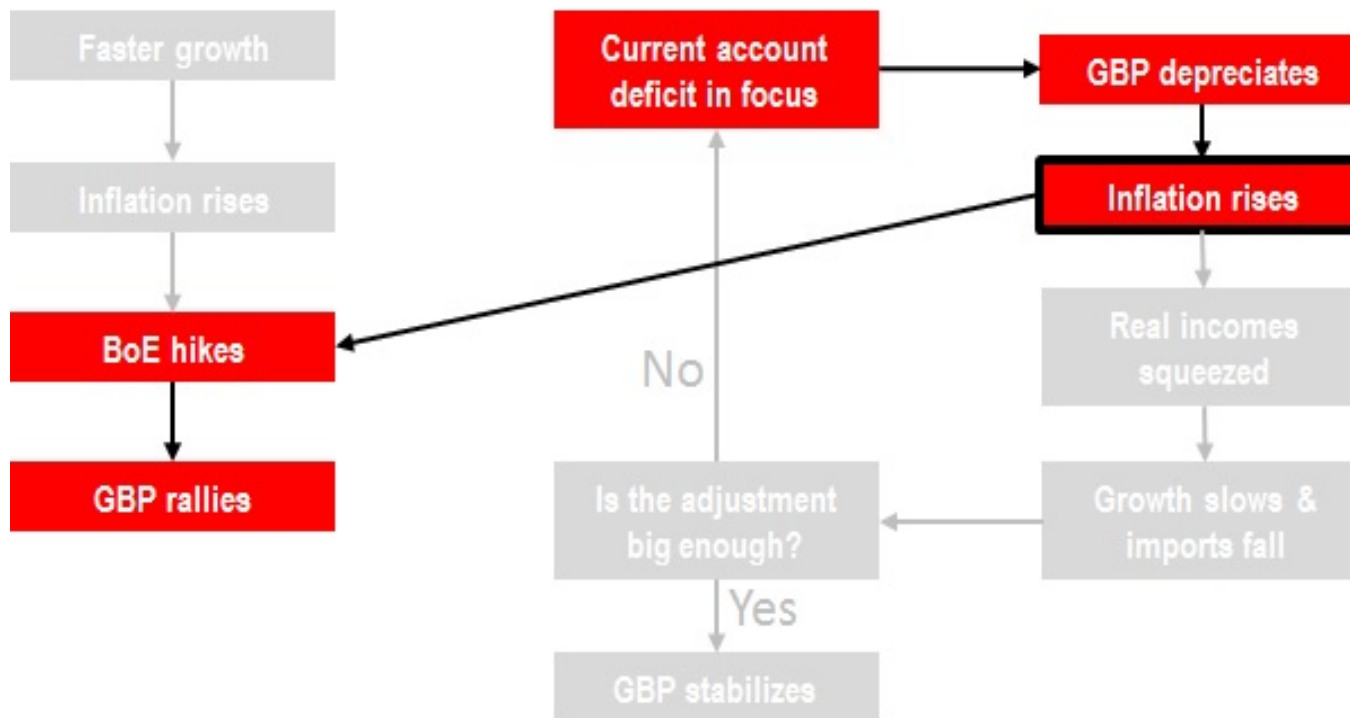 Faster growth
Inflation rises
BoE hikes
GBP rallies
Current account
deficit in focus
No
Is the adjustment
big enough?
Yes
GBP stabilizes
GBP depreciates
Inflation rises
Real incomes
squeezed
Growth slows &
imports fall